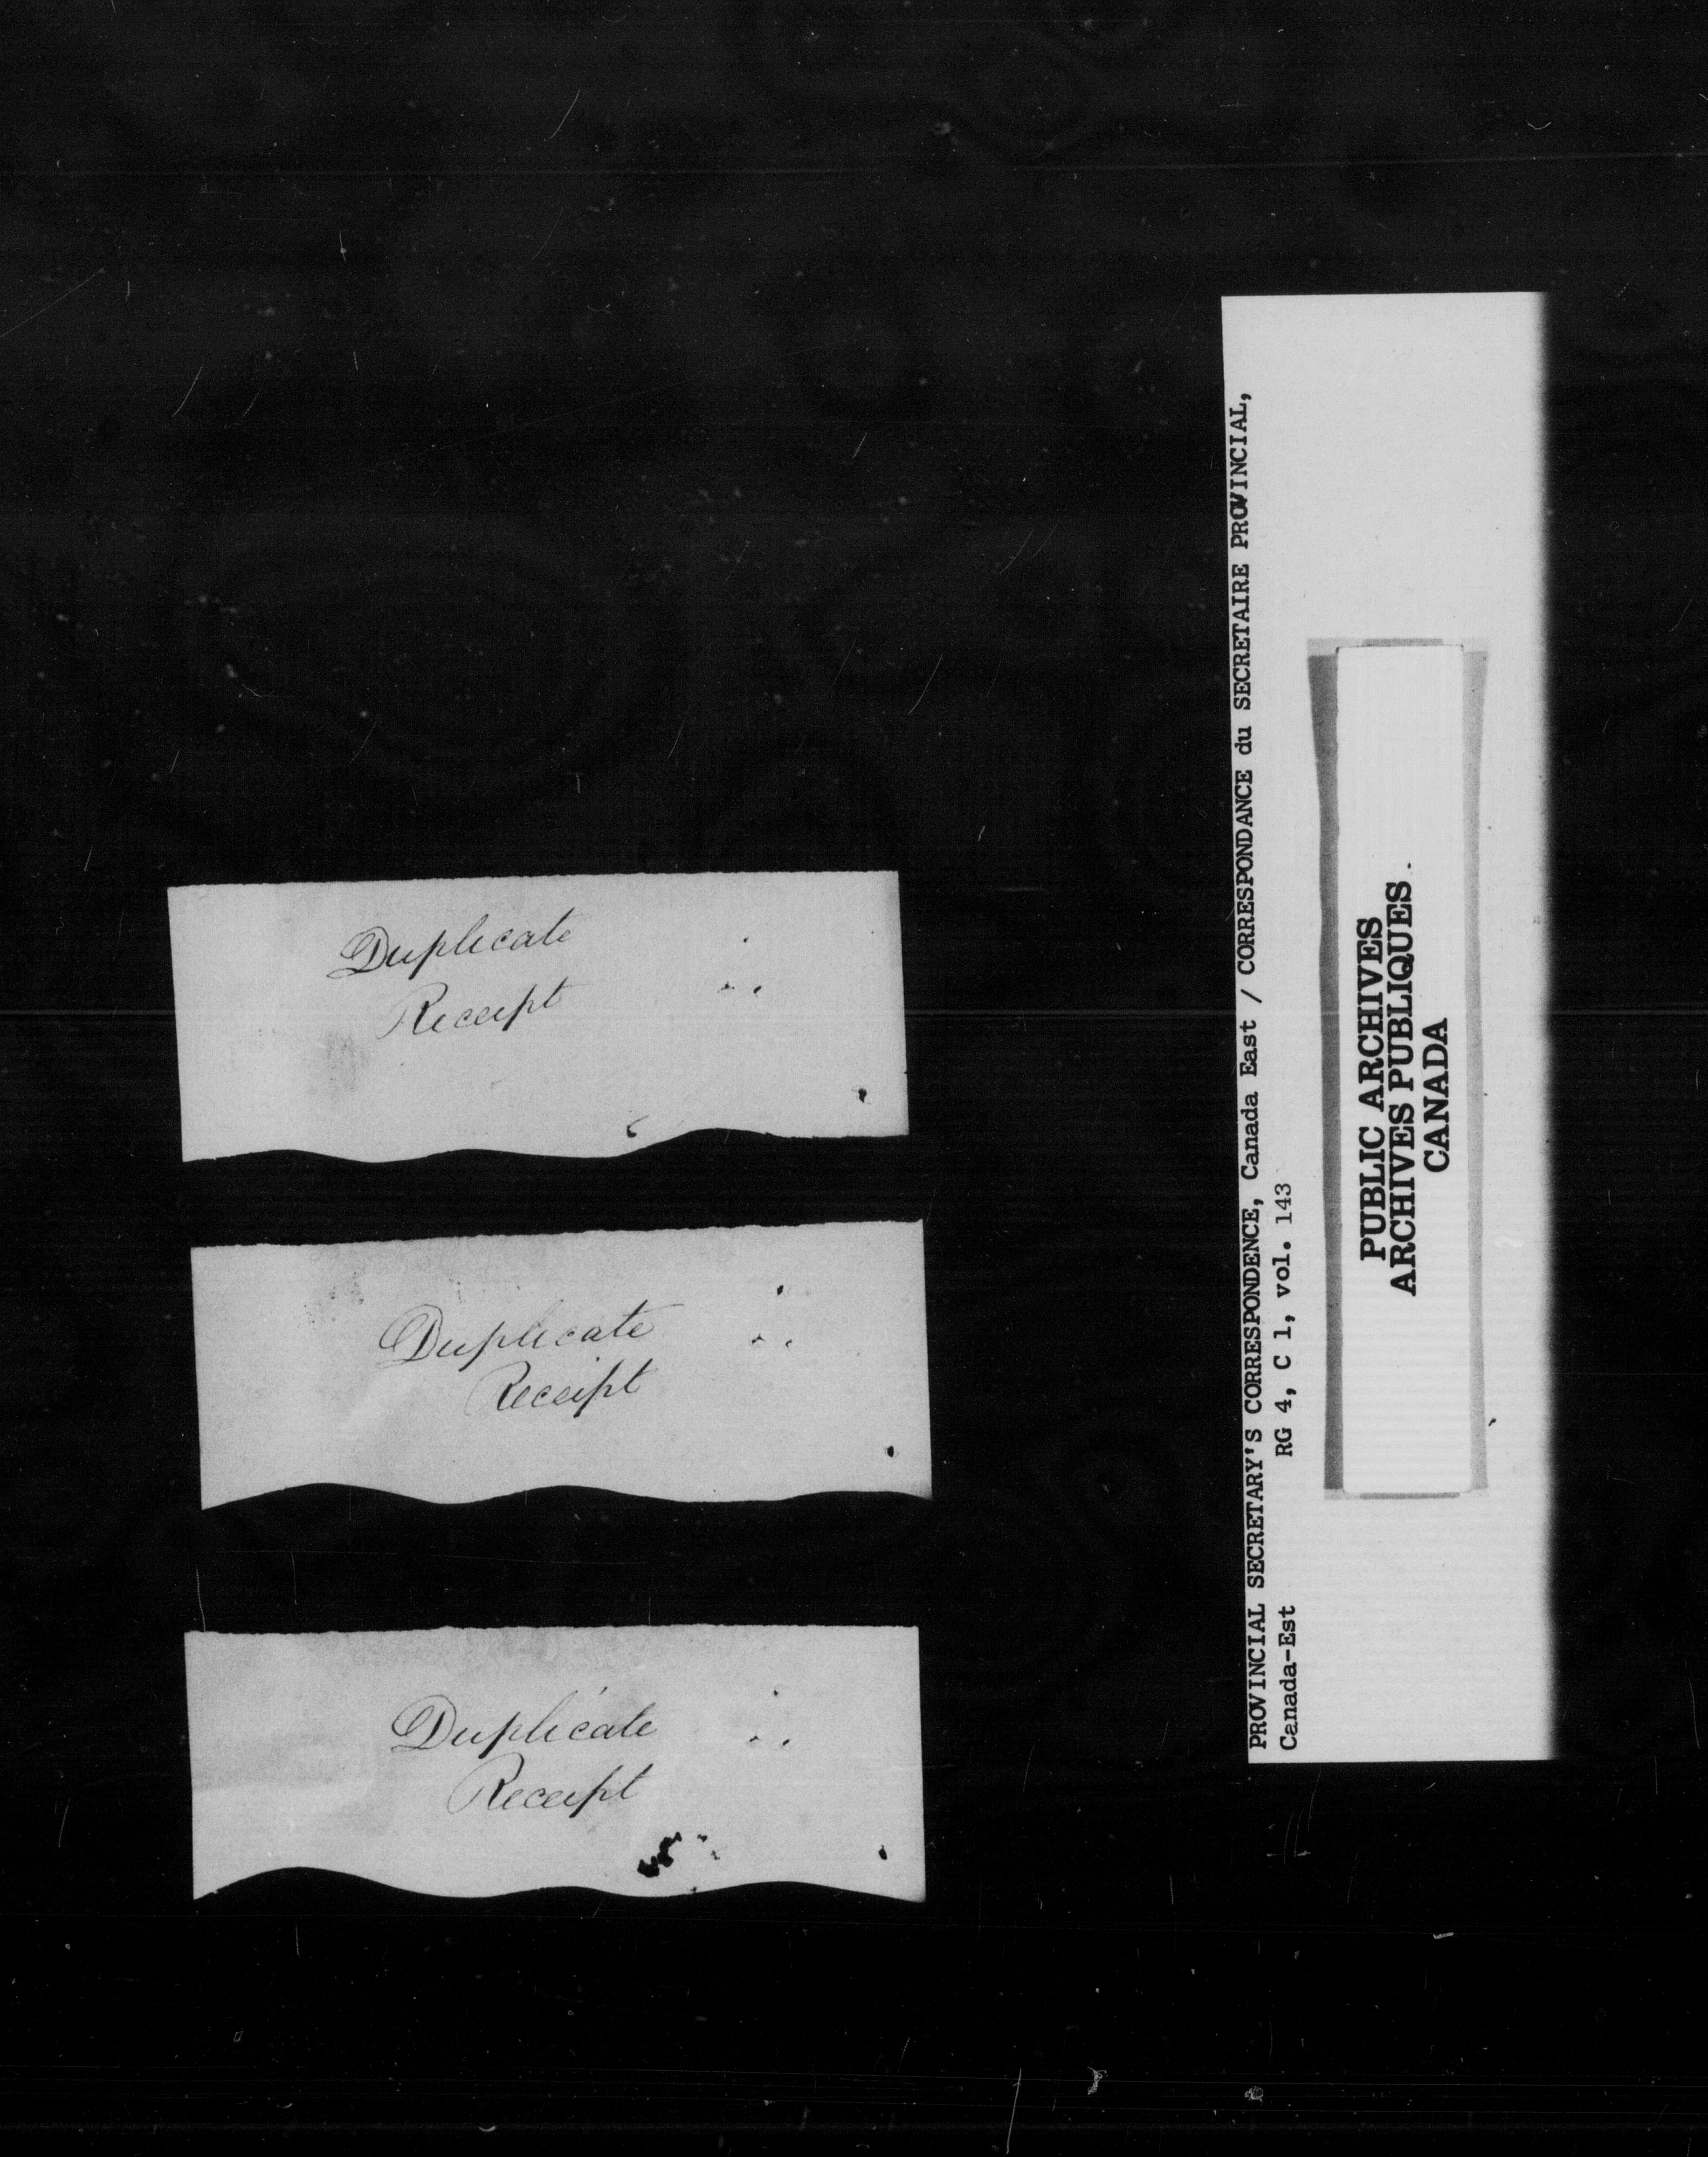 Duplicate
Receipt
Duplicate
Receipt
Duplicate
Receipt
PROVINCIAL SECRETARY'S CORRESPONDENCE, Canada East / CORRESPONDANCE du SECRETAIRE PROVINCIAL,
Canada-Est RG 4, C 1, vol. 143
PUBLIC ARCHIVES
ARCHIVES PUBLIQUES
CANADA